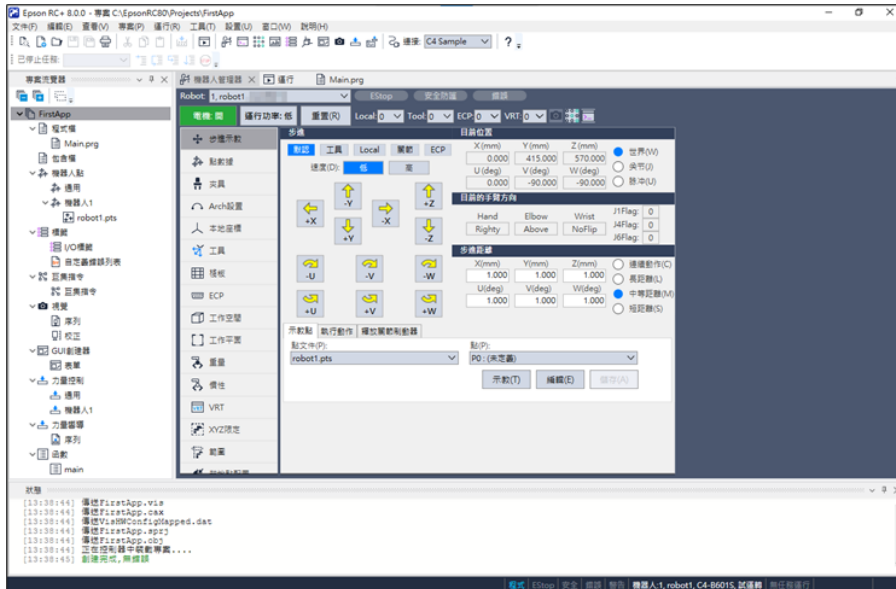 Epson RC+ 8.0.0 - 專案 C:\EpsonRC80\Projects\FirstApp
文件(F) 編輯(E) 查看(V) 專案(P) 運行(R) 工具(T) 設置(U) 窗口(W) 說明(H)
連接: C4 Sample
已停止任務:
專案流覽器
機器人管理器 運行 Main.prg
FirstApp
程式檔
Main.prg
包含檔
機器人點
通用
機器人1
robot1.pts
標籤
I/O標籤
自定義錯誤列表
巨集指令
巨集指令
視覺
序列
校正
GUI創建器
表單
力量控制
通用
機器人1
力量嚮導
序列
函數
main
Robot: 1, robot1 EStop 安全防護 錯誤
電機: 開 運行功率: 低 重置(R) Local: 0 Tool: 0 ECP: 0 VRT: 0
步進示教
點數據
夾具
Arch設置
本地座標
工具
棧板
ECP
工作空間
工作平面
重量
慣性
VRT
XYZ限定
範圍
步進
默認 工具 Local 關節 ECP
速度(D): 低 高
+X -Y -X +Y +Z -Z
-U -V -W
+U +V +W
目前位置
X (mm) Y (mm) Z (mm)
0.000 415.000 570.000
U (deg) V (deg) W (deg)
0.000 -90.000 -90.000
世界(W)
关节(J)
脉冲(U)
目前的手臂方向
Hand Elbow Wrist
Righty Above NoFlip
J1Flag: 0
J4Flag: 0
J6Flag: 0
步進距離
X(mm) Y(mm) Z(mm)
1.000 1.000 1.000
U(deg) V(deg) W(deg)
1.000 1.000 1.000
連續動作(C)
長距離(L)
中等距離(M)
短距離(S)
示教點 執行動作 釋放關節制動器
點文件(P): 點(P):
robot1.pts P0 : (未定義)
示教(T) 編輯(E) 儲存(A)
狀態
[13:38:44] 傳送FirstApp.vis
[13:38:44] 傳送FirstApp.cax
[13:38:44] 傳送VisHWConfigMapped.dat
[13:38:44] 傳送FirstApp.sprj
[13:38:44] 傳送FirstApp.obj
[13:38:44] 正在控制器中裝載專案....
[13:38:45] 創建完成,無錯誤
程式 EStop 安全 錯誤 警告 機器人:1, robot1, C4-B601S, 試運轉 無任務運行